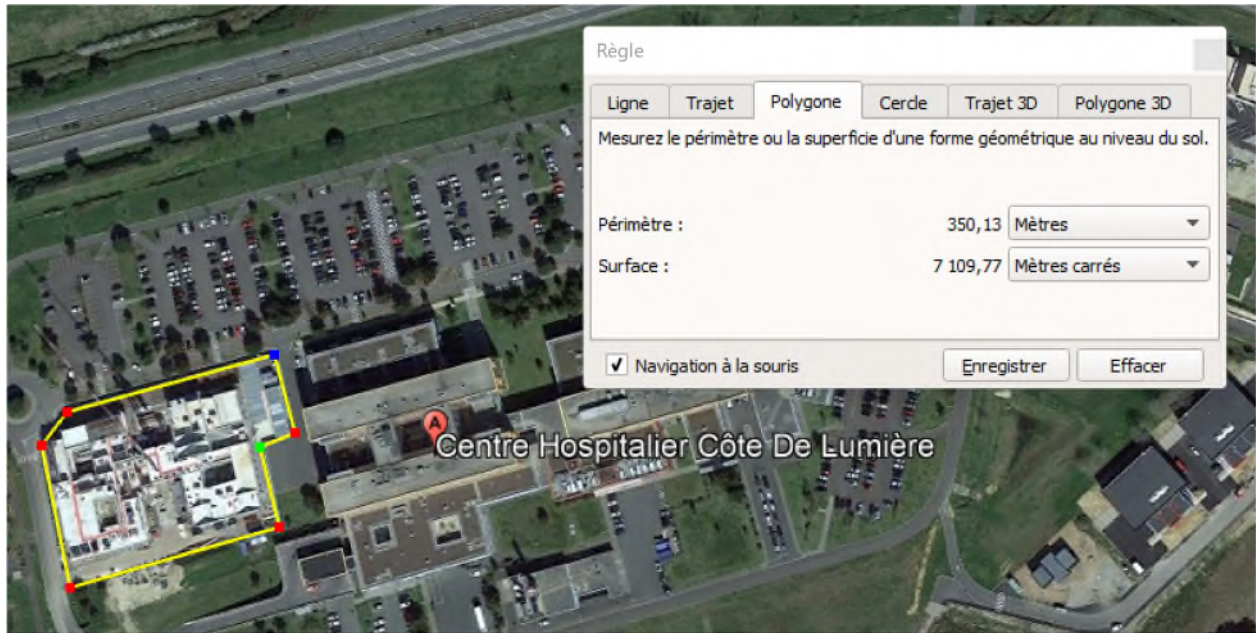 Règle
Ligne Trajet Polygone Cercle Trajet 3D Polygone 3D
Mesurez le périmètre ou la superficie d'une forme géométrique au niveau du sol.
Périmètre : 350,13 Mètres
Surface : 7 109,77 Mètres carrés
Navigation à la souris Enregistrer Effacer
A
Centre Hospitalier Côte De Lumière